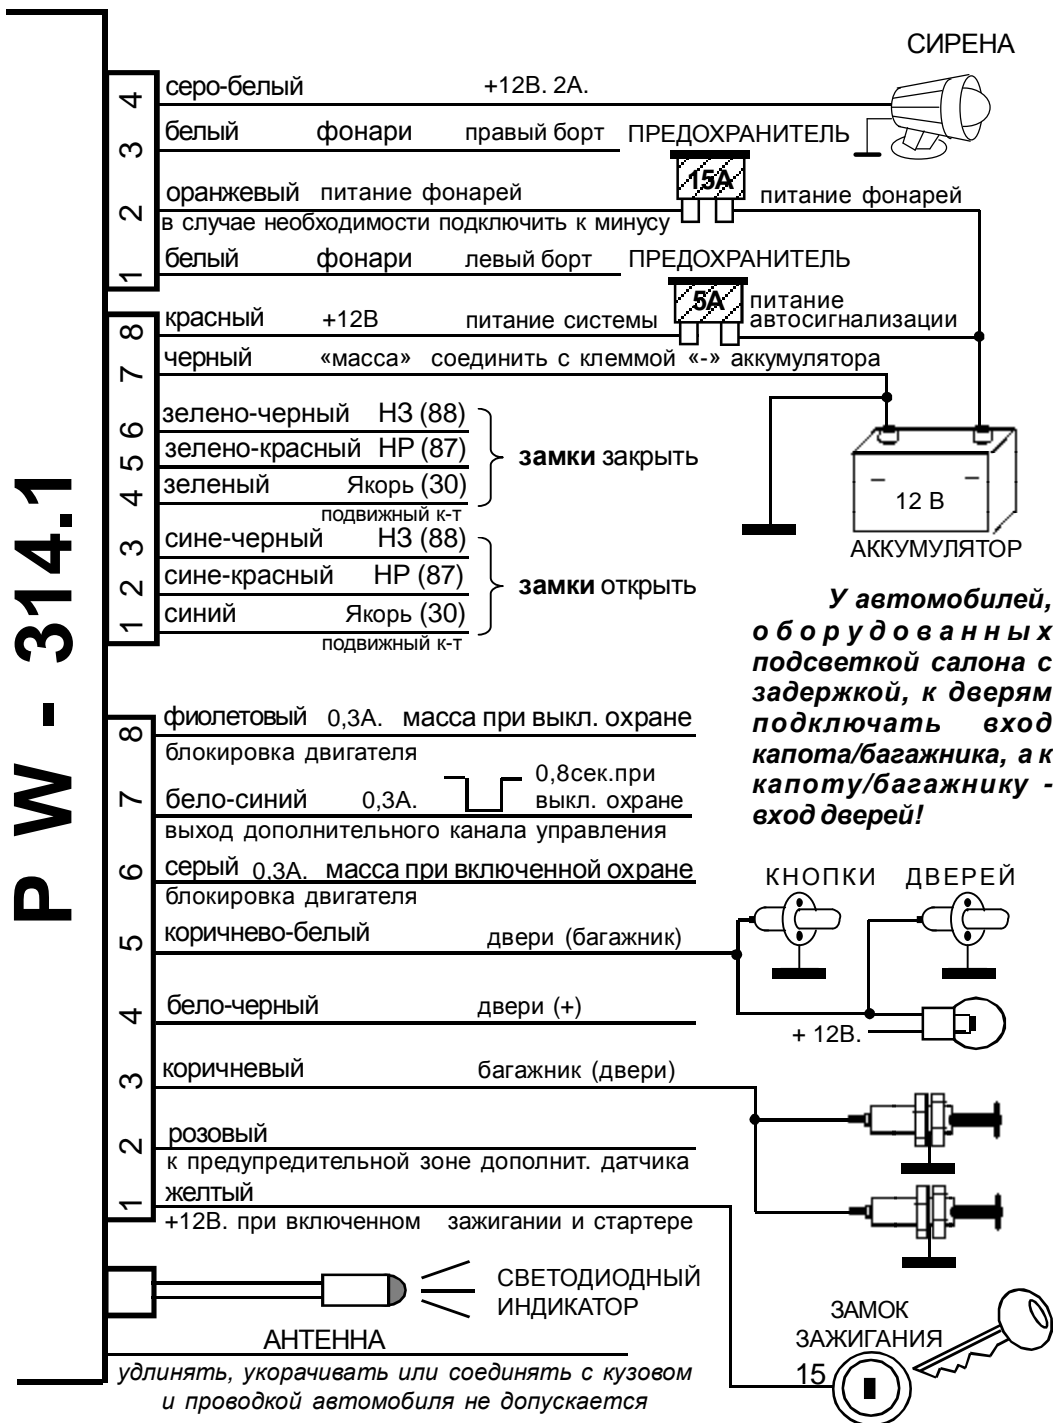 СИРЕНА
4 серо-белый +12В. 2А.
3 белый фонари правый борт ПРЕДОХРАНИТЕЛЬ
15А
2 оранжевый питание фонарей питание фонарей
в случае необходимости подключить к минусу
1 белый фонари левый борт ПРЕДОХРАНИТЕЛЬ
5А питание
8 красный +12В питание системы автосигнализации
7 черный «масса» соединить с клеммой «-» аккумулятора
6 зелено-черный НЗ (88)
5 зелено-красный НР (87) замки закрыть
4 зеленый Якорь (30)
подвижный к-т
3 сине-черный НЗ (88)
2 сине-красный НР (87) замки открыть
1 синий Якорь (30)
подвижный к-т
12 В
АККУМУЛЯТОР
PW-314.1
У автомобилей,
оборудованных
подсветкой салона с
задержкой, к дверям
подключать вход
капота/багажника, а к
капоту/багажнику -
вход дверей!
8 фиолетовый 0,3А. масса при выкл. охране
блокировка двигателя
0,8сек.при
7 бело-синий 0,3А. выкл. охране
выход дополнительного канала управления
6 серый 0,3А. масса при включенной охране
блокировка двигателя
КНОПКИ ДВЕРЕЙ
5 коричнево-белый двери (багажник)
4 бело-черный двери (+)
+ 12В.
3 коричневый багажник (двери)
2 розовый
к предупредительной зоне дополнит. датчика
1 желтый
+12В. при включенном зажигании и стартере
СВЕТОДИОДНЫЙ
ИНДИКАТОР
ЗАМОК
ЗАЖИГАНИЯ
15
АНТЕННА
удлинять, укорачивать или соединять с кузовом
и проводкой автомобиля не допускается